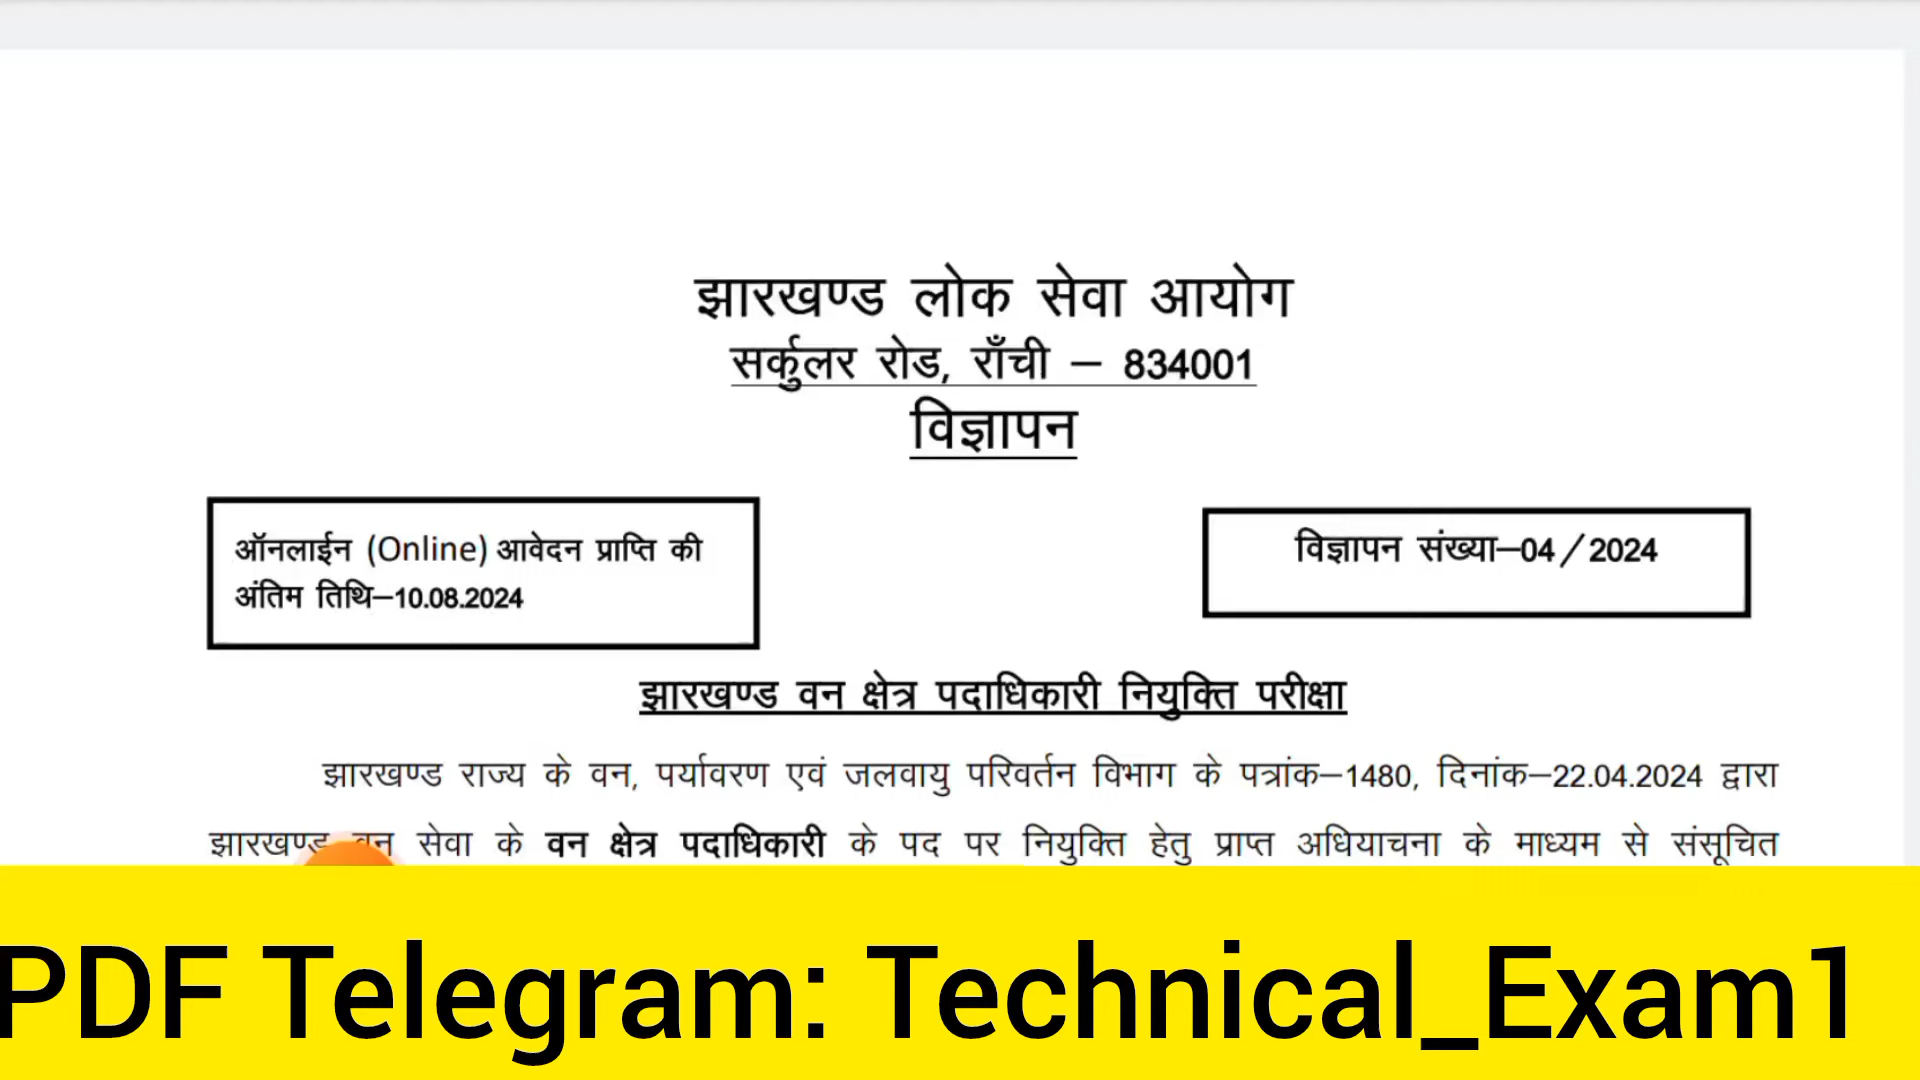 झारखण्ड लोक सेवा आयोग
सर्कुलर रोड, राँची – 834001
विज्ञापन
ऑनलाईन (Online) आवेदन प्राप्ति की
अंतिम तिथि–10.08.2024
विज्ञापन संख्या–04/2024
झारखण्ड वन क्षेत्र पदाधिकारी नियुक्ति परीक्षा
झारखण्ड राज्य के वन, पर्यावरण एवं जलवायु परिवर्तन विभाग के पत्रांक–1480, दिनांक–22.04.2024 द्वारा
झारखण्ड वन सेवा के वन क्षेत्र पदाधिकारी के पद पर नियुक्ति हेतु प्राप्त अधियाचना के माध्यम से संसूचित
PDF Telegram: Technical_Exam1